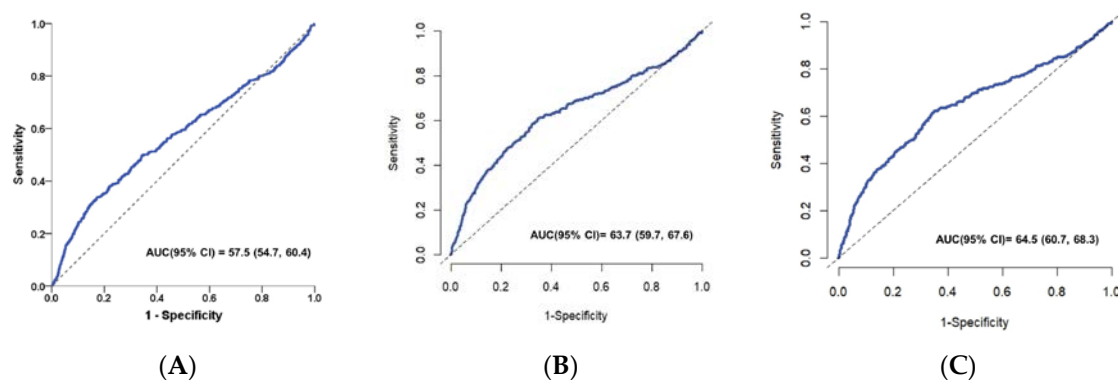 1.0
0.8
0.6
0.4
0.2
0.0
Sensitivity
AUC(95% CI) = 57.5 (54.7, 60.4)
0.0 0.2 0.4 0.6 0.8 1.0
1 - Specificity
(A)
1.0
0.8
0.6
0.4
0.2
0.0
Sensitivity
AUC(95% CI)= 63.7 (59.7, 67.6)
0.0 0.2 0.4 0.6 0.8 1.0
1-Specificity
(B)
1.0
0.8
0.6
0.4
0.2
0.0
Sensitivity
AUC(95% CI)= 64.5 (60.7, 68.3)
0.0 0.2 0.4 0.6 0.8 1.0
1-Specificity
(C)